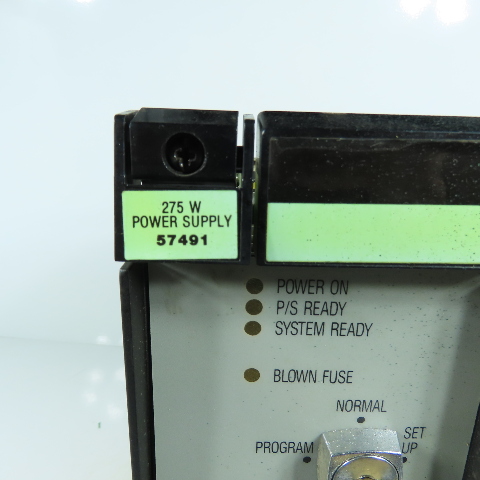 275 W
POWER SUPPLY
57491
POWER ON
P/S READY
SYSTEM READY
BLOWN FUSE
NORMAL
PROGRAM
SET
UP